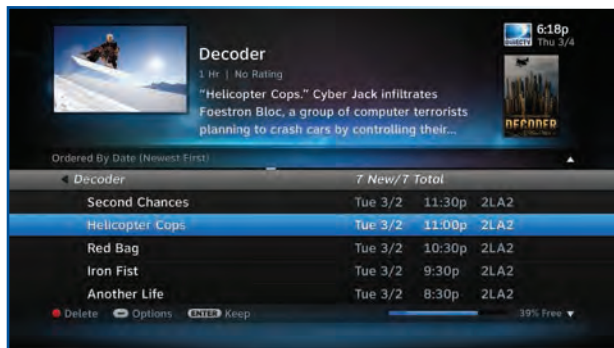 6:18p
DIRECTV Thu 3/4
Decoder
1 Hr | No Rating
"Helicopter Cops." Cyber Jack infiltrates
Foestron Bloc, a group of computer terrorists
planning to crash cars by controlling their...
DECODER
Ordered By Date (Newest First)
Decoder 7 New/7 Total
Second Chances Tue 3/2 11:30p 2LA2
Helicopter Cops Tue 3/2 11:00p 2LA2
Red Bag Tue 3/2 10:30p 2LA2
Iron Fist Tue 3/2 9:30p 2LA2
Another Life Tue 3/2 8:30p 2LA2
Delete Options ENTER Keep 39% Free